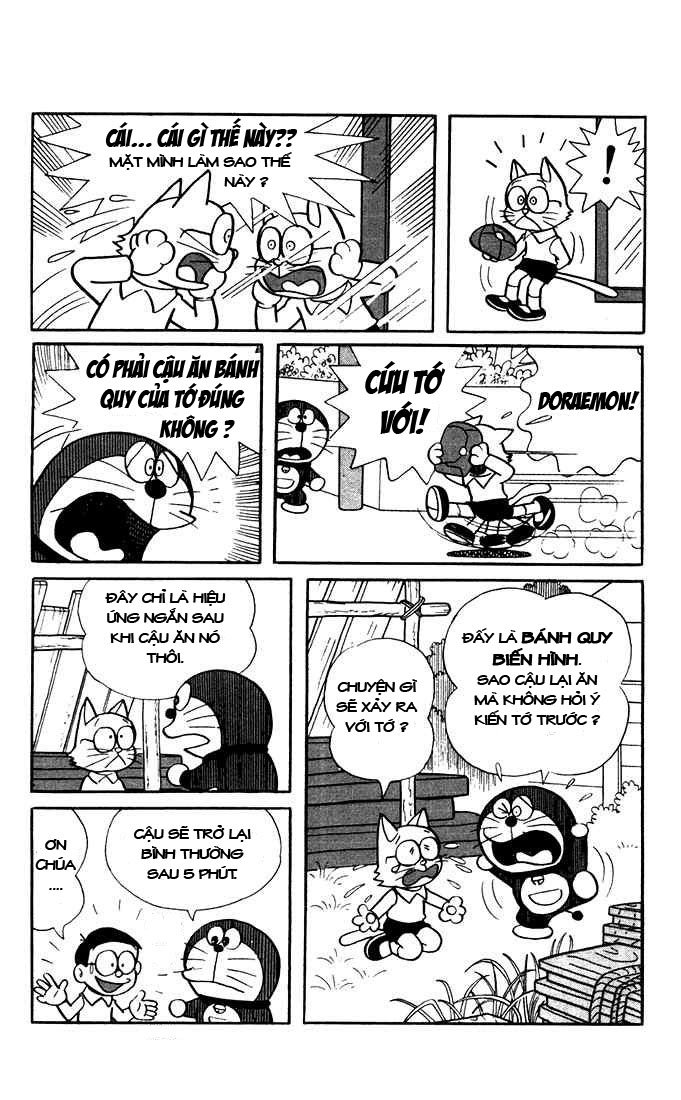 !
CÁI... CÁI GÌ THẾ NÀY??
MẶT MÌNH LÀM SAO THẾ
NÀY ?
DORAEMON!
CỨU TỚ
VỚI!
CÓ PHẢI CẬU ĂN BÁNH
QUY CỦA TỚ ĐÚNG
KHÔNG ?
ĐẤY LÀ BÁNH QUY
BIẾN HÌNH.
SAO CẬU LẠI ĂN
MÀ KHÔNG HỎI Ý
KIẾN TỚ TRƯỚC ?
CHUYỆN GÌ
SẼ XẢY RA
VỚI TỚ ?
ĐÂY CHỈ LÀ HIỆU
ỨNG NGẮN SAU
KHI CẬU ĂN NÓ
THÔI.
CẬU SẼ TRỞ LẠI
BÌNH THƯỜNG
SAU 5 PHÚT.
ƠN
CHÚA
....